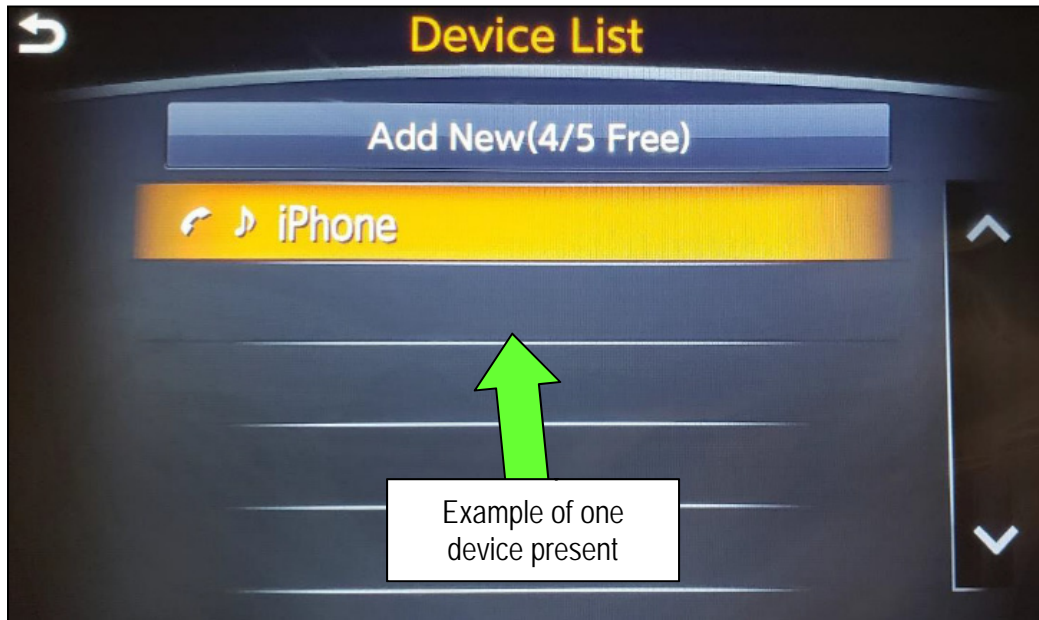 Device List
Add New(4/5 Free)
iPhone
Example of one
device present